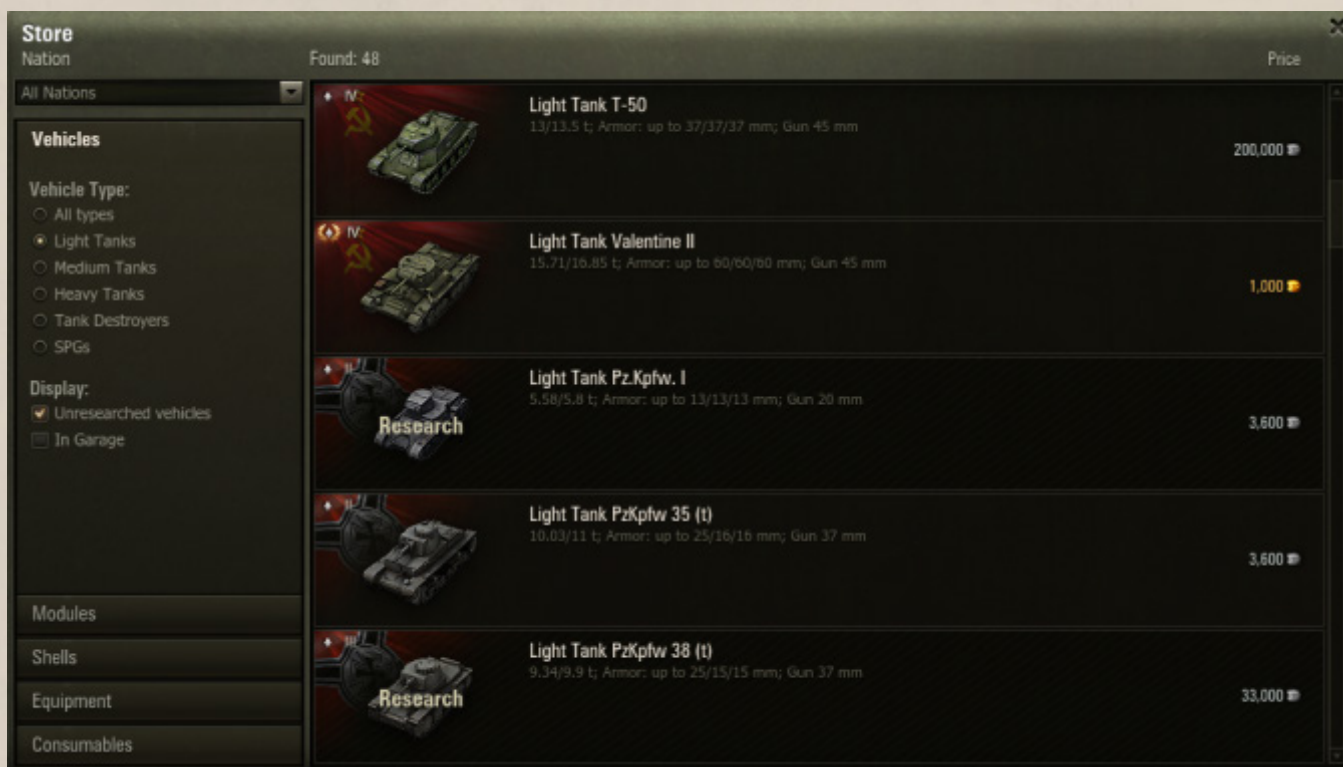 Store
Nation
Found: 48
Price
All Nations
Vehicles
Vehicle Type:
All types
Light Tanks
Medium Tanks
Heavy Tanks
Tank Destroyers
SPGs
Display:
Unresearched vehicles
In Garage
Modules
Shells
Equipment
Consumables
IV
Light Tank T-50
13/13.5 t; Armor: up to 37/37/37 mm; Gun 45 mm
200,000
IV
Light Tank Valentine II
15.71/16.85 t; Armor: up to 60/60/60 mm; Gun 45 mm
1,000
II
Research
Light Tank Pz.Kpfw. I
5.58/5.8 t; Armor: up to 13/13/13 mm; Gun 20 mm
3,600
II
Light Tank PzKpfw 35 (t)
10.03/11 t; Armor: up to 25/16/16 mm; Gun 37 mm
3,600
III
Research
Light Tank PzKpfw 38 (t)
9.34/9.9 t; Armor: up to 25/15/15 mm; Gun 37 mm
33,000